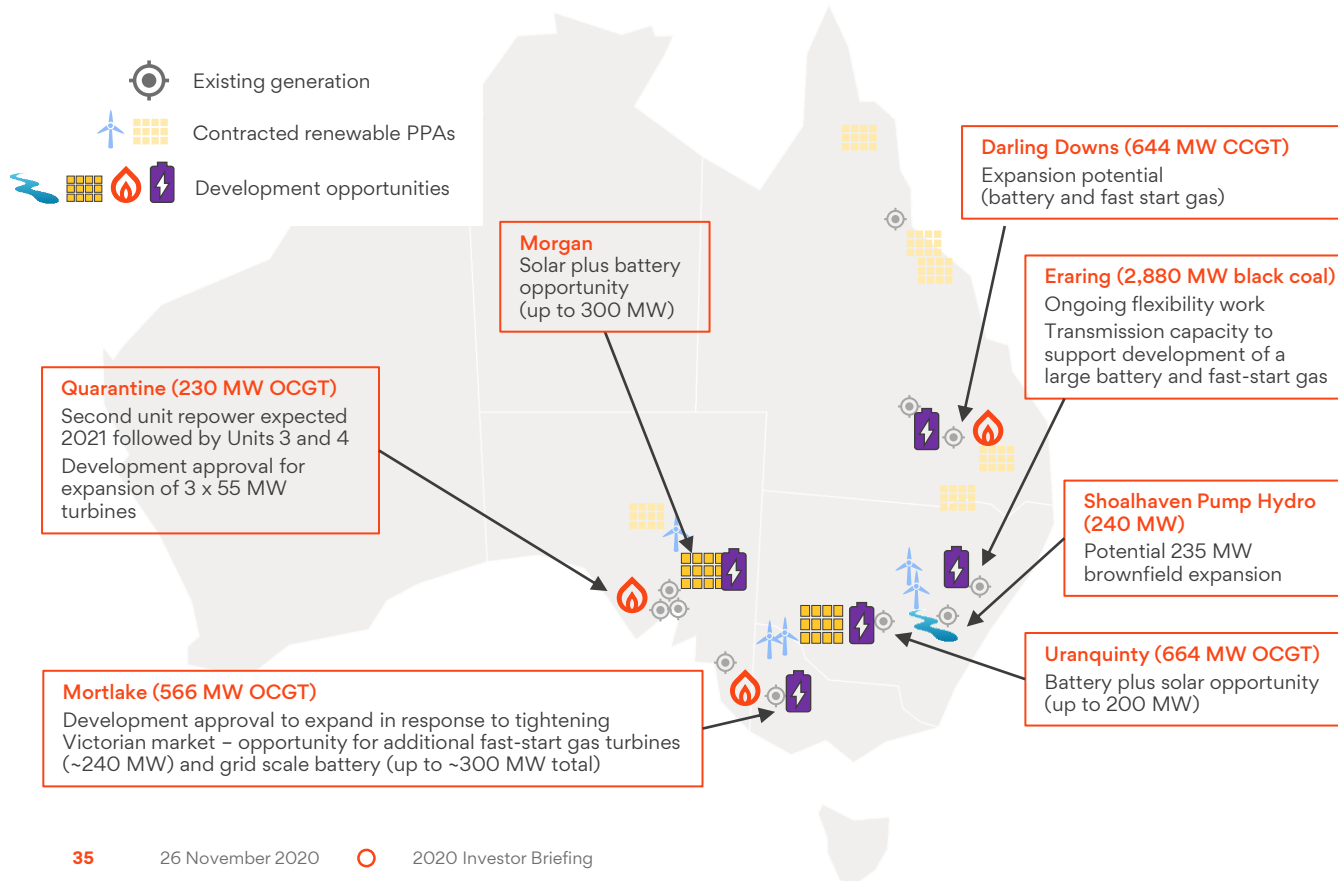 Existing generation
Contracted renewable PPAs
Development opportunities
Darling Downs (644 MW CCGT)
Expansion potential
(battery and fast start gas)
Morgan
Solar plus battery
opportunity
(up to 300 MW)
Eraring (2,880 MW black coal)
Ongoing flexibility work
Transmission capacity to
support development of a
large battery and fast-start gas
Quarantine (230 MW OCGT)
Second unit repower expected
2021 followed by Units 3 and 4
Development approval for
expansion of 3 x 55 MW
turbines
Shoalhaven Pump Hydro
(240 MW)
Potential 235 MW
brownfield expansion
Uranquinty (664 MW OCGT)
Battery plus solar opportunity
(up to 200 MW)
Mortlake (566 MW OCGT)
Development approval to expand in response to tightening
Victorian market – opportunity for additional fast-start gas turbines
(~240 MW) and grid scale battery (up to ~300 MW total)
35 26 November 2020 2020 Investor Briefing